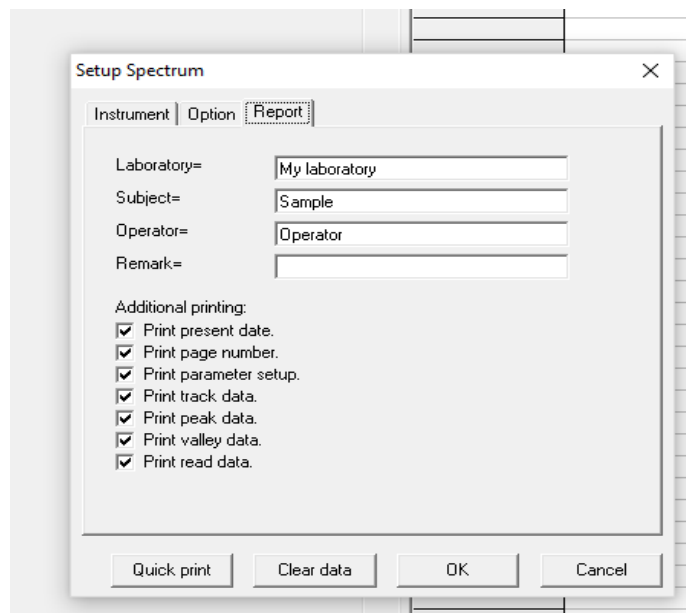 Setup Spectrum
Instrument Option Report
Laboratory= My laboratory
Subject= Sample
Operator= Operator
Remark=
Additional printing:
Print present date.
Print page number.
Print parameter setup.
Print track data.
Print peak data.
Print valley data.
Print read data.
Quick print Clear data OK Cancel